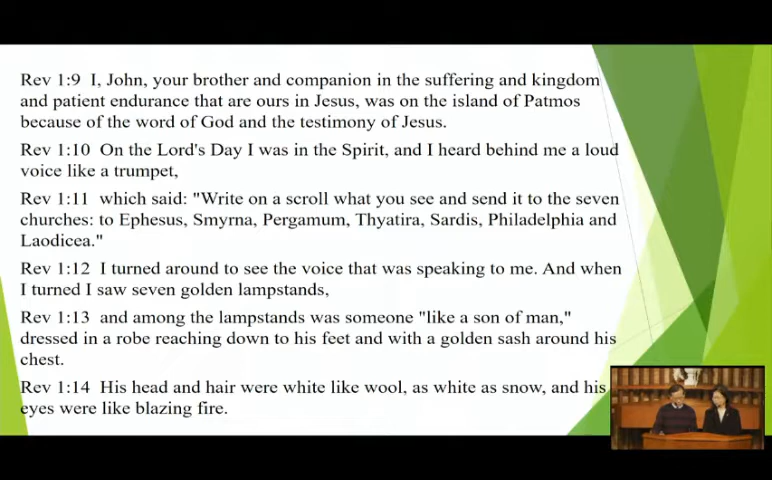 Rev 1:9 I, John, your brother and companion in the suffering and kingdom
and patient endurance that are ours in Jesus, was on the island of Patmos
because of the word of God and the testimony of Jesus.
Rev 1:10 On the Lord's Day I was in the Spirit, and I heard behind me a loud
voice like a trumpet,
Rev 1:11 which said: "Write on a scroll what you see and send it to the seven
churches: to Ephesus, Smyrna, Pergamum, Thyatira, Sardis, Philadelphia and
Laodicea."
Rev 1:12 I turned around to see the voice that was speaking to me. And when
I turned I saw seven golden lampstands,
Rev 1:13 and among the lampstands was someone "like a son of man,"
dressed in a robe reaching down to his feet and with a golden sash around his
chest.
Rev 1:14 His head and hair were white like wool, as white as snow, and his
eyes were like blazing fire.